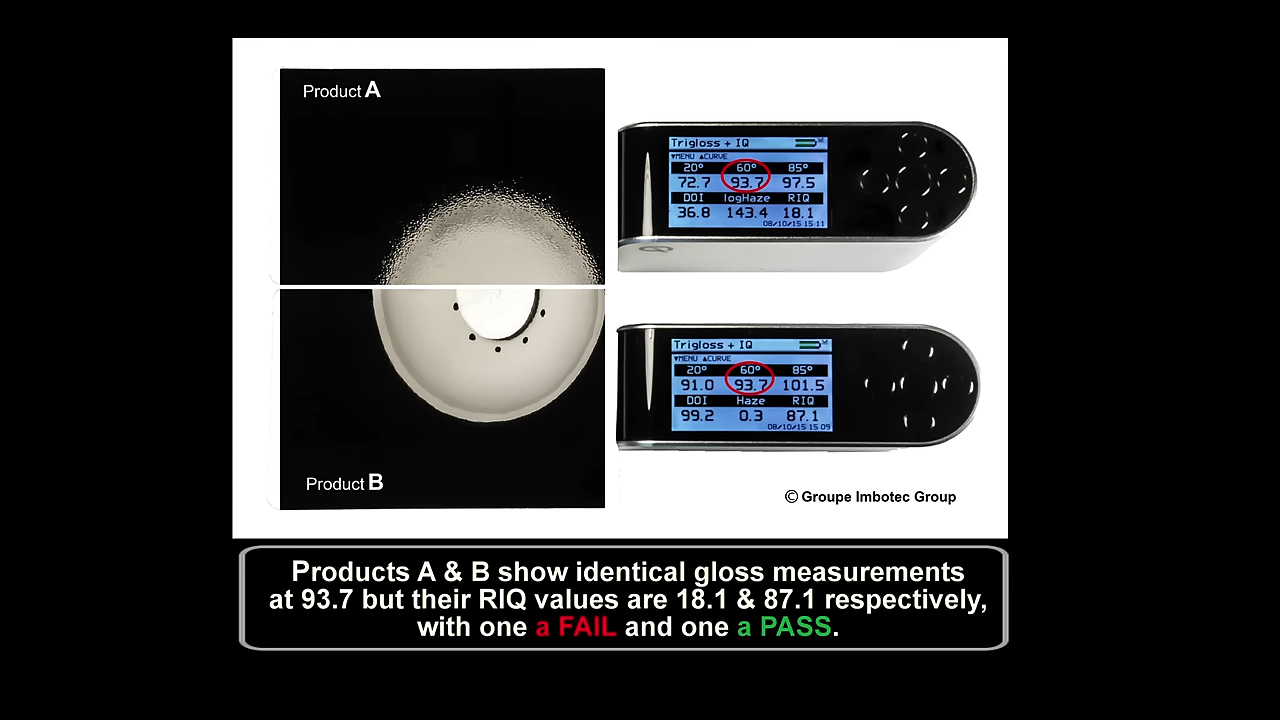 Product A
Trigloss + IQ
▼MENU ▲CURVE
20° 60° 85°
72.7 93.7 97.5
DOI logHaze RIQ
36.8 143.4 18.1
08/10/15 15:11
Product B
Trigloss + IQ
▼MENU ▲CURVE
20° 60° 85°
91.0 93.7 101.5
DOI Haze RIQ
99.2 0.3 87.1
08/10/15 15:09
© Groupe Imbotec Group
Products A & B show identical gloss measurements
at 93.7 but their RIQ values are 18.1 & 87.1 respectively,
with one a FAIL and one a PASS.